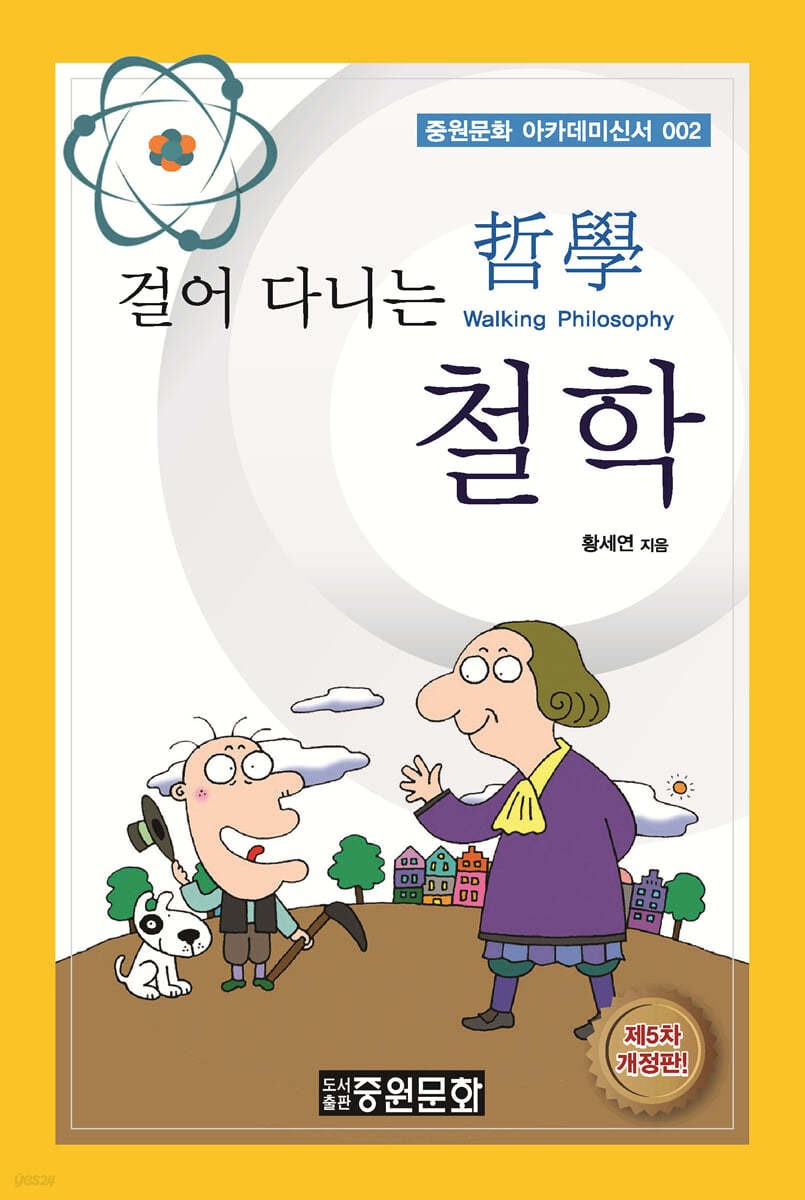 중원문화 아카데미신서 002
哲學
걸어 다니는
Walking Philosophy
철학
황세연 지음
제5차
개정판!
도서
출판 중원문화
yes24